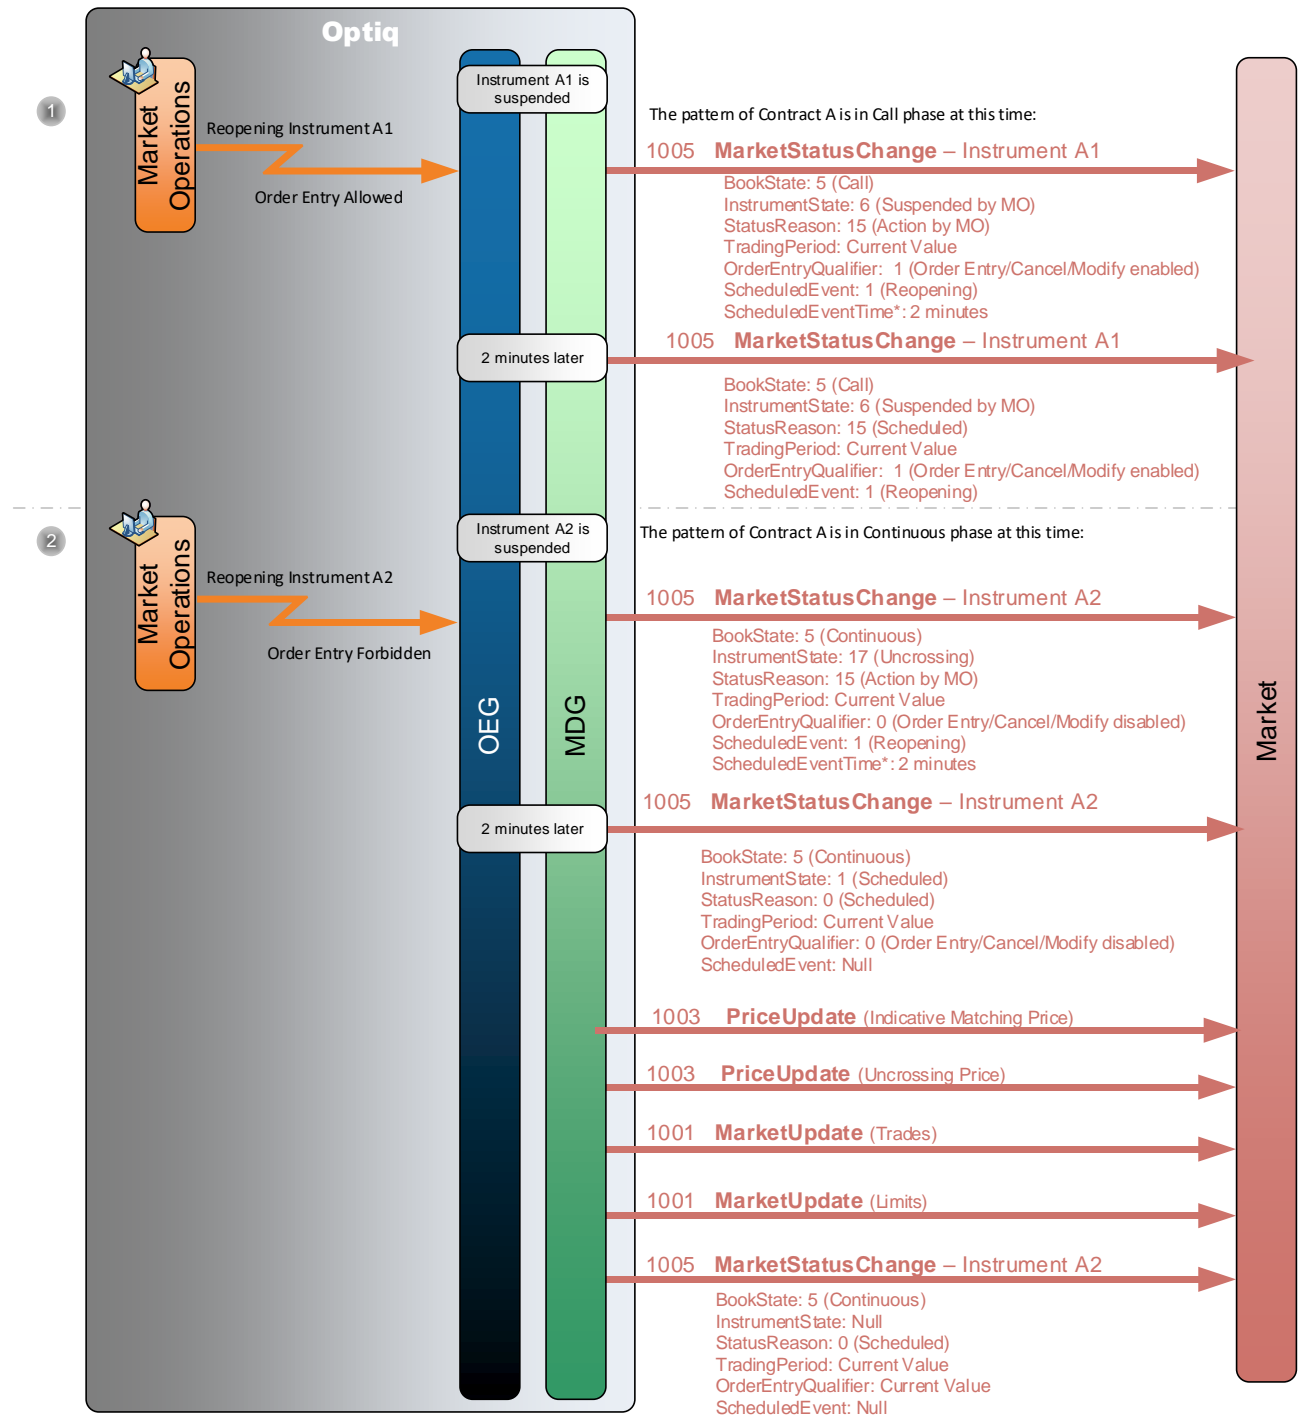 Optiq
1
Market
Operations
Reopening Instrument A1
Order Entry Allowed
Instrument A1 is
suspended
The pattern of Contract A is in Call phase at this time:
1005 MarketStatusChange – Instrument A1
BookState: 5 (Call)
InstrumentState: 6 (Suspended by MO)
StatusReason: 15 (Action by MO)
TradingPeriod: Current Value
OrderEntryQualifier: 1 (Order Entry/Cancel/Modify enabled)
ScheduledEvent: 1 (Reopening)
ScheduledEventTime*: 2 minutes
2 minutes later
1005 MarketStatusChange – Instrument A1
BookState: 5 (Call)
InstrumentState: 6 (Suspended by MO)
StatusReason: 15 (Scheduled)
TradingPeriod: Current Value
OrderEntryQualifier: 1 (Order Entry/Cancel/Modify enabled)
ScheduledEvent: 1 (Reopening)
2
Market
Operations
Reopening Instrument A2
Order Entry Forbidden
Instrument A2 is
suspended
The pattern of Contract A is in Continuous phase at this time:
1005 MarketStatusChange – Instrument A2
BookState: 5 (Continuous)
InstrumentState: 17 (Uncrossing)
StatusReason: 15 (Action by MO)
TradingPeriod: Current Value
OrderEntryQualifier: 0 (Order Entry/Cancel/Modify disabled)
ScheduledEvent: 1 (Reopening)
ScheduledEventTime*: 2 minutes
OEG
MDG
Market
2 minutes later
1005 MarketStatusChange – Instrument A2
BookState: 5 (Continuous)
InstrumentState: 1 (Scheduled)
StatusReason: 0 (Scheduled)
TradingPeriod: Current Value
OrderEntryQualifier: 0 (Order Entry/Cancel/Modify disabled)
ScheduledEvent: Null
1003 PriceUpdate (Indicative Matching Price)
1003 PriceUpdate (Uncrossing Price)
1001 MarketUpdate (Trades)
1001 MarketUpdate (Limits)
1005 MarketStatusChange – Instrument A2
BookState: 5 (Continuous)
InstrumentState: Null
StatusReason: 0 (Scheduled)
TradingPeriod: Current Value
OrderEntryQualifier: Current Value
ScheduledEvent: Null